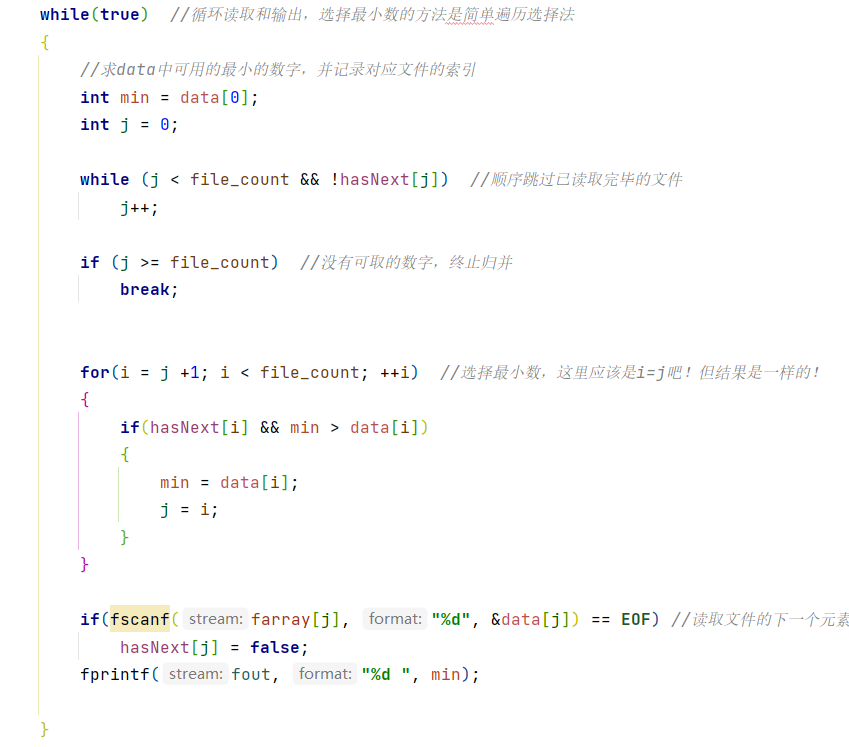 while(true)  //循环读取和输出，选择最小数的方法是简单遍历选择法
{
//求data中可用的最小的数字，并记录对应文件的索引
int min = data[0];
int j = 0;
while (j < file_count && !hasNext[j])  //顺序跳过已读取完毕的文件
j++;
if (j >= file_count)  //没有可取的数字，终止归并
break;
for(i = j +1; i < file_count; ++i)  //选择最小数，这里应该是i=j吧！但结果是一样的！
{
if(hasNext[i] && min > data[i])
{
min = data[i];
j = i;
}
}
if(fscanf( stream: farray[j],  format: "%d", &data[j]) == EOF) //读取文件的下一个元素
hasNext[j] = false;
fprintf( stream: fout,  format: "%d ", min);
}